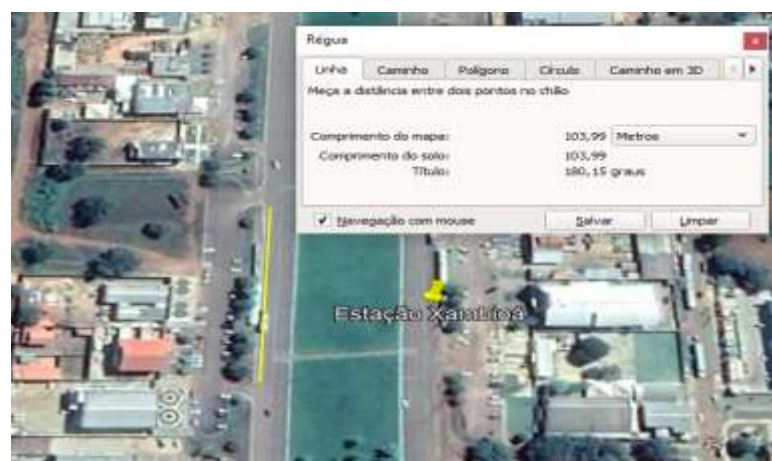 Régua
Linha Caminho Polígono Círculo Caminho em 3D
Meça a distância entre dois pontos no chão
Comprimento do mapa: 103,99 Metros
Comprimento do solo: 103,99
Título: 180,15 graus
Navegação com mouse Salvar Limpar
Estação Xambioá